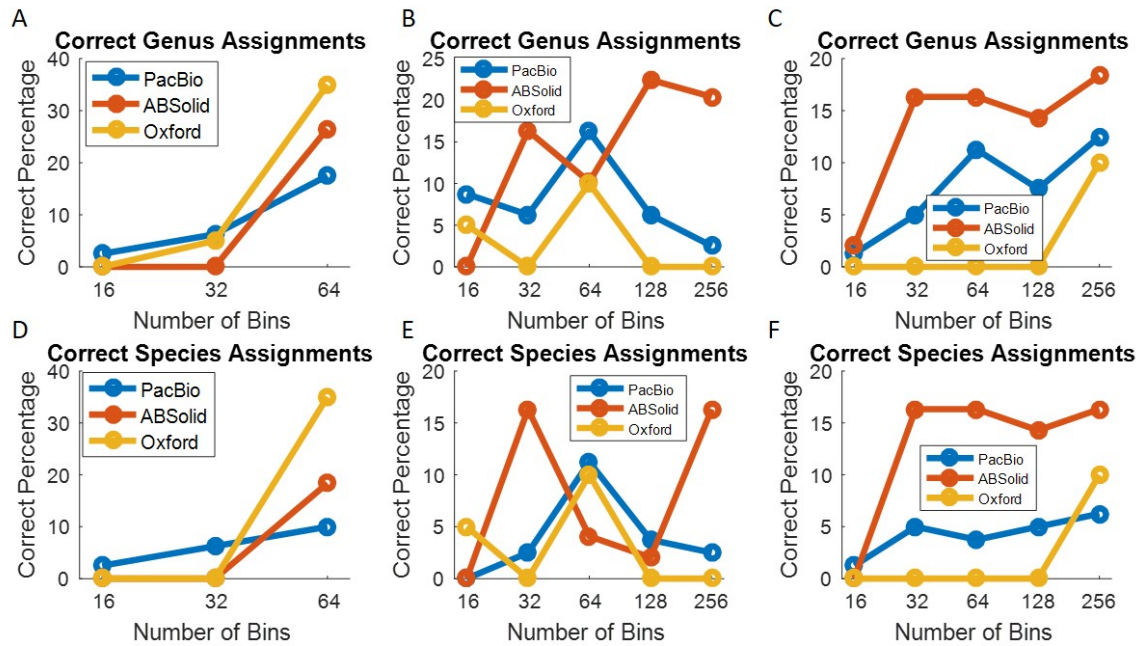 A
Correct Genus Assignments
PacBio
ABSolid
Oxford
40
30
20
10
0
Correct Percentage
16 32 64
Number of Bins
B
Correct Genus Assignments
PacBio
ABSolid
Oxford
25
20
15
10
5
0
Correct Percentage
16 32 64 128 256
Number of Bins
C
Correct Genus Assignments
20
15
10
5
0
Correct Percentage
PacBio
ABSolid
Oxford
16 32 64 128 256
Number of Bins
D
Correct Species Assignments
PacBio
ABSolid
Oxford
40
30
20
10
0
Correct Percentage
16 32 64
Number of Bins
E
Correct Species Assignments
PacBio
ABSolid
Oxford
20
15
10
5
0
Correct Percentage
16 32 64 128 256
Number of Bins
F
Correct Species Assignments
20
15
10
5
0
Correct Percentage
PacBio
ABSolid
Oxford
16 32 64 128 256
Number of Bins